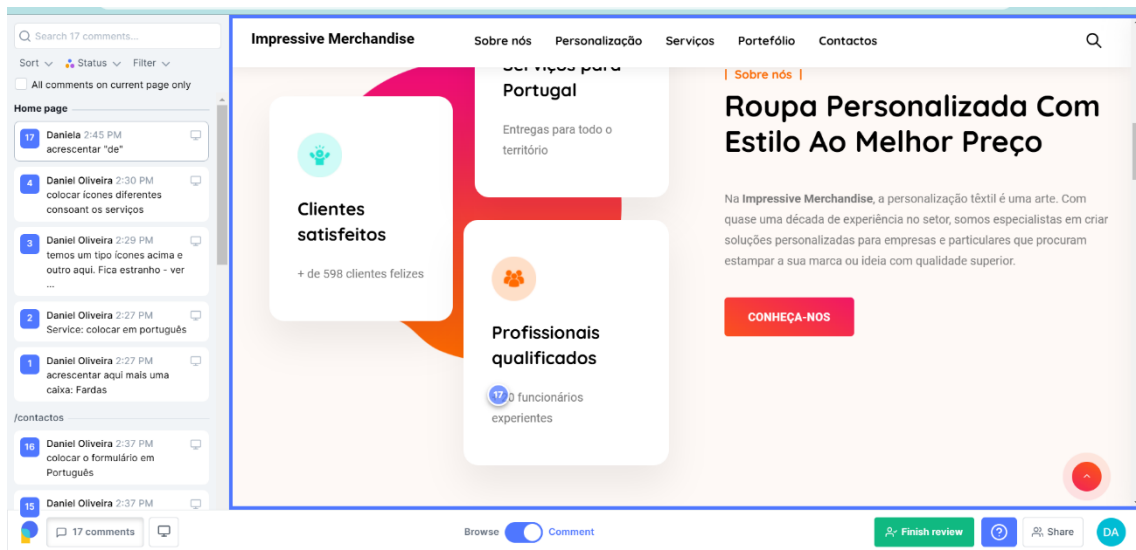 Search 17 comments...
Sort Status Filter
All comments on current page only
Home page
17 Daniela 2:45 PM
acrescentar "de"
4 Daniel Oliveira 2:30 PM
colocar ícones diferentes
consoant os serviços
3 Daniel Oliveira 2:29 PM
temos um tipo ícones acima e
outro aqui. Fica estranho - ver
...
2 Daniel Oliveira 2:27 PM
Service: colocar em português
1 Daniel Oliveira 2:27 PM
acrescentar aqui mais uma
caixa: Fardas
/contactos
16 Daniel Oliveira 2:37 PM
colocar o formulário em
Português
15 Daniel Oliveira 2:37 PM
Impressive Merchandise
Sobre nós Personalização Serviços Portefólio Contactos
Serviços para
Portugal
Entregas para todo o
território
Clientes
satisfeitos
+ de 598 clientes felizes
Profissionais
qualificados
17 0 funcionários
experientes
| Sobre nós |
Roupa Personalizada Com
Estilo Ao Melhor Preço
Na Impressive Merchandise, a personalização têxtil é uma arte. Com
quase uma década de experiência no setor, somos especialistas em criar
soluções personalizadas para empresas e particulares que procuram
estampar a sua marca ou ideia com qualidade superior.
CONHEÇA-NOS
17 comments
Browse Comment
Finish review
?
Share
DA